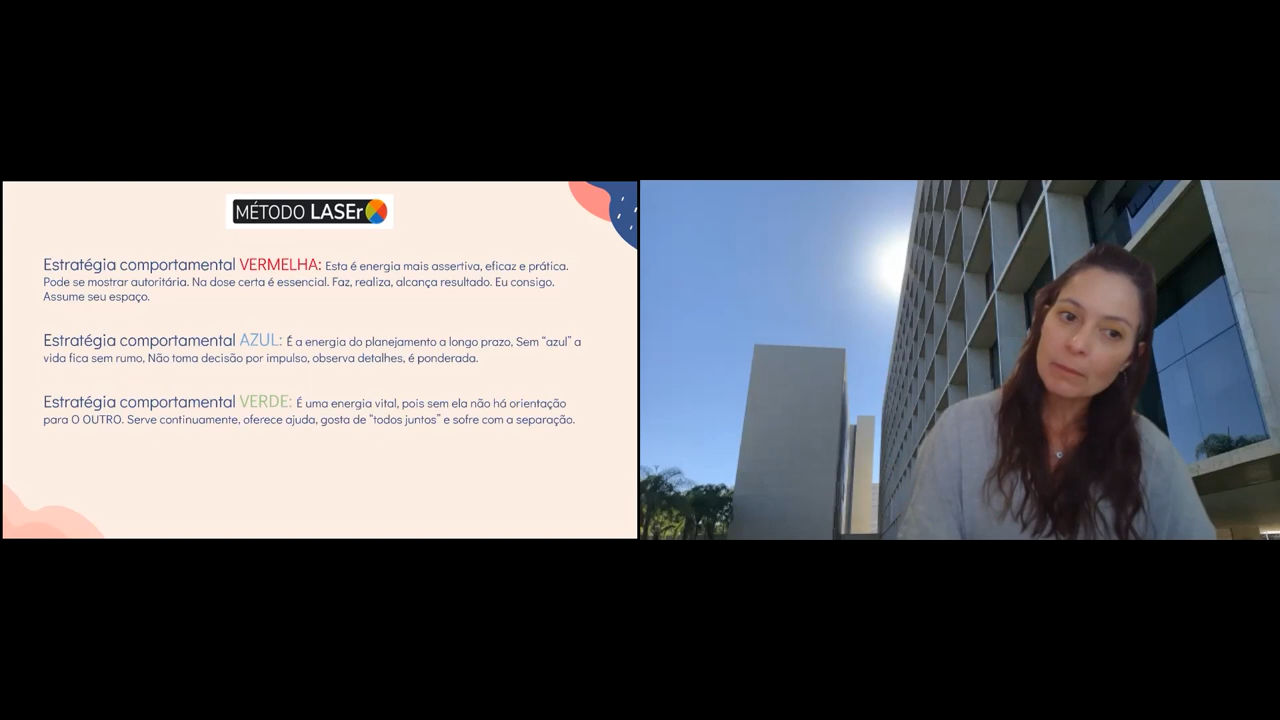 MÉTODO LASEr
Estratégia comportamental VERMELHA: Esta é energia mais assertiva, eficaz e prática.
Pode se mostrar autoritária. Na dose certa é essencial. Faz, realiza, alcança resultado. Eu consigo.
Assume seu espaço.
Estratégia comportamental AZUL: É a energia do planejamento a longo prazo, Sem “azul” a
vida fica sem rumo, Não toma decisão por impulso, observa detalhes, é ponderada.
Estratégia comportamental VERDE: É uma energia vital, pois sem ela não há orientação
para O OUTRO. Serve continuamente, oferece ajuda, gosta de “todos juntos” e sofre com a separação.